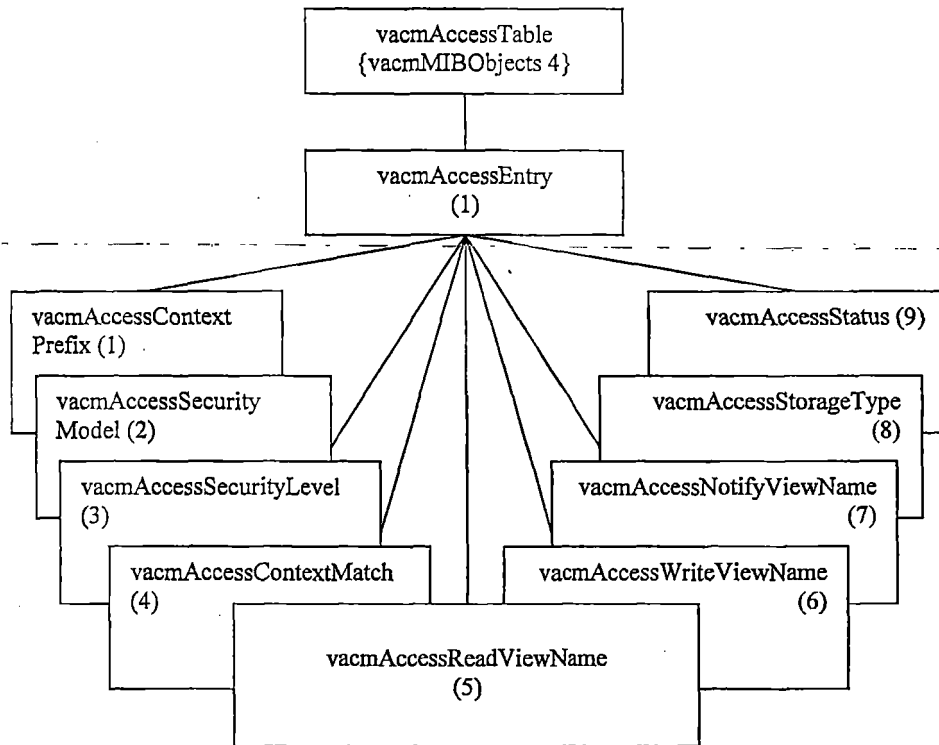 vacmAccessTable
{vacmMIBObjects 4}
vacmAccessEntry
(1)
vacmAccessContext
Prefix (1)
vacmAccessSecurity
Model (2)
vacmAccessSecurityLevel
(3)
vacmAccessContextMatch
(4)
vacmAccessReadViewName
(5)
vacmAccessWriteViewName
(6)
vacmAccessNotifyViewName
(7)
vacmAccessStorageType
(8)
vacmAccessStatus (9)